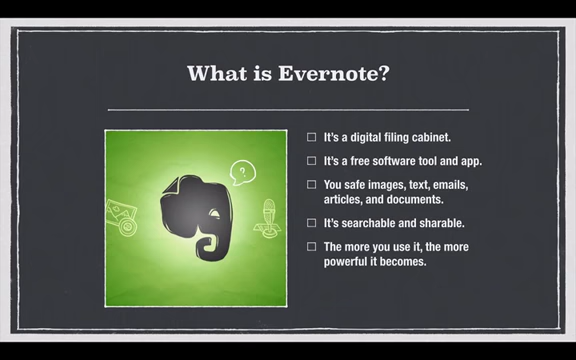 What is Evernote?
?
It's a digital filing cabinet.
It's a free software tool and app.
You safe images, text, emails,
articles, and documents.
It's searchable and sharable.
The more you use it, the more
powerful it becomes.